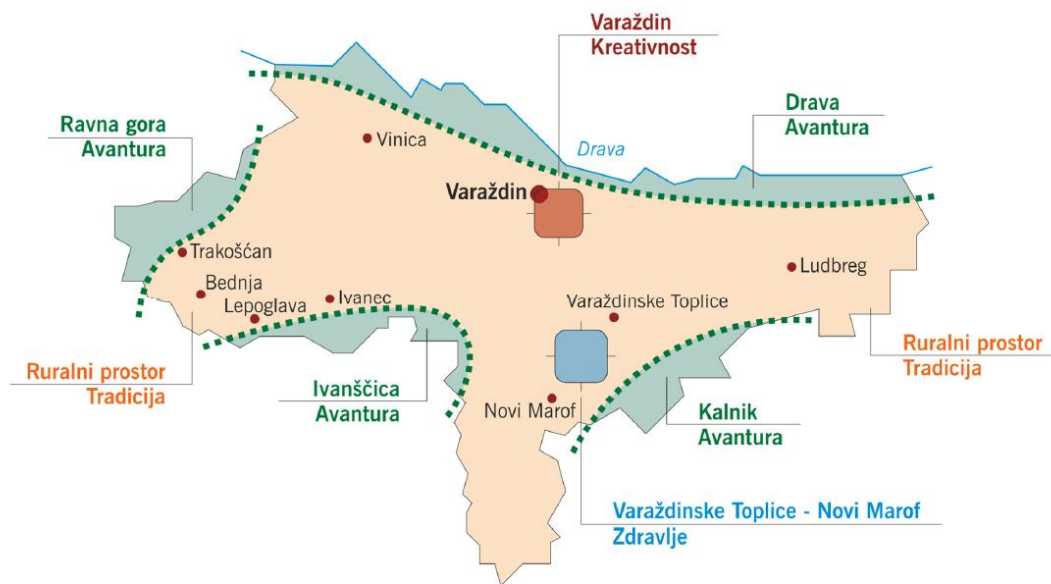 Varaždin
Kreativnost
Ravna gora
Avantura
Drava
Avantura
Vinica
Drava
Varaždin
Trakošćan
Ludbreg
Bednja
Ivanec
Lepoglava
Varaždinske Toplice
Ruralni prostor
Tradicija
Ruralni prostor
Tradicija
Ivanščica
Avantura
Novi Marof
Kalnik
Avantura
Varaždinske Toplice - Novi Marof
Zdravlje